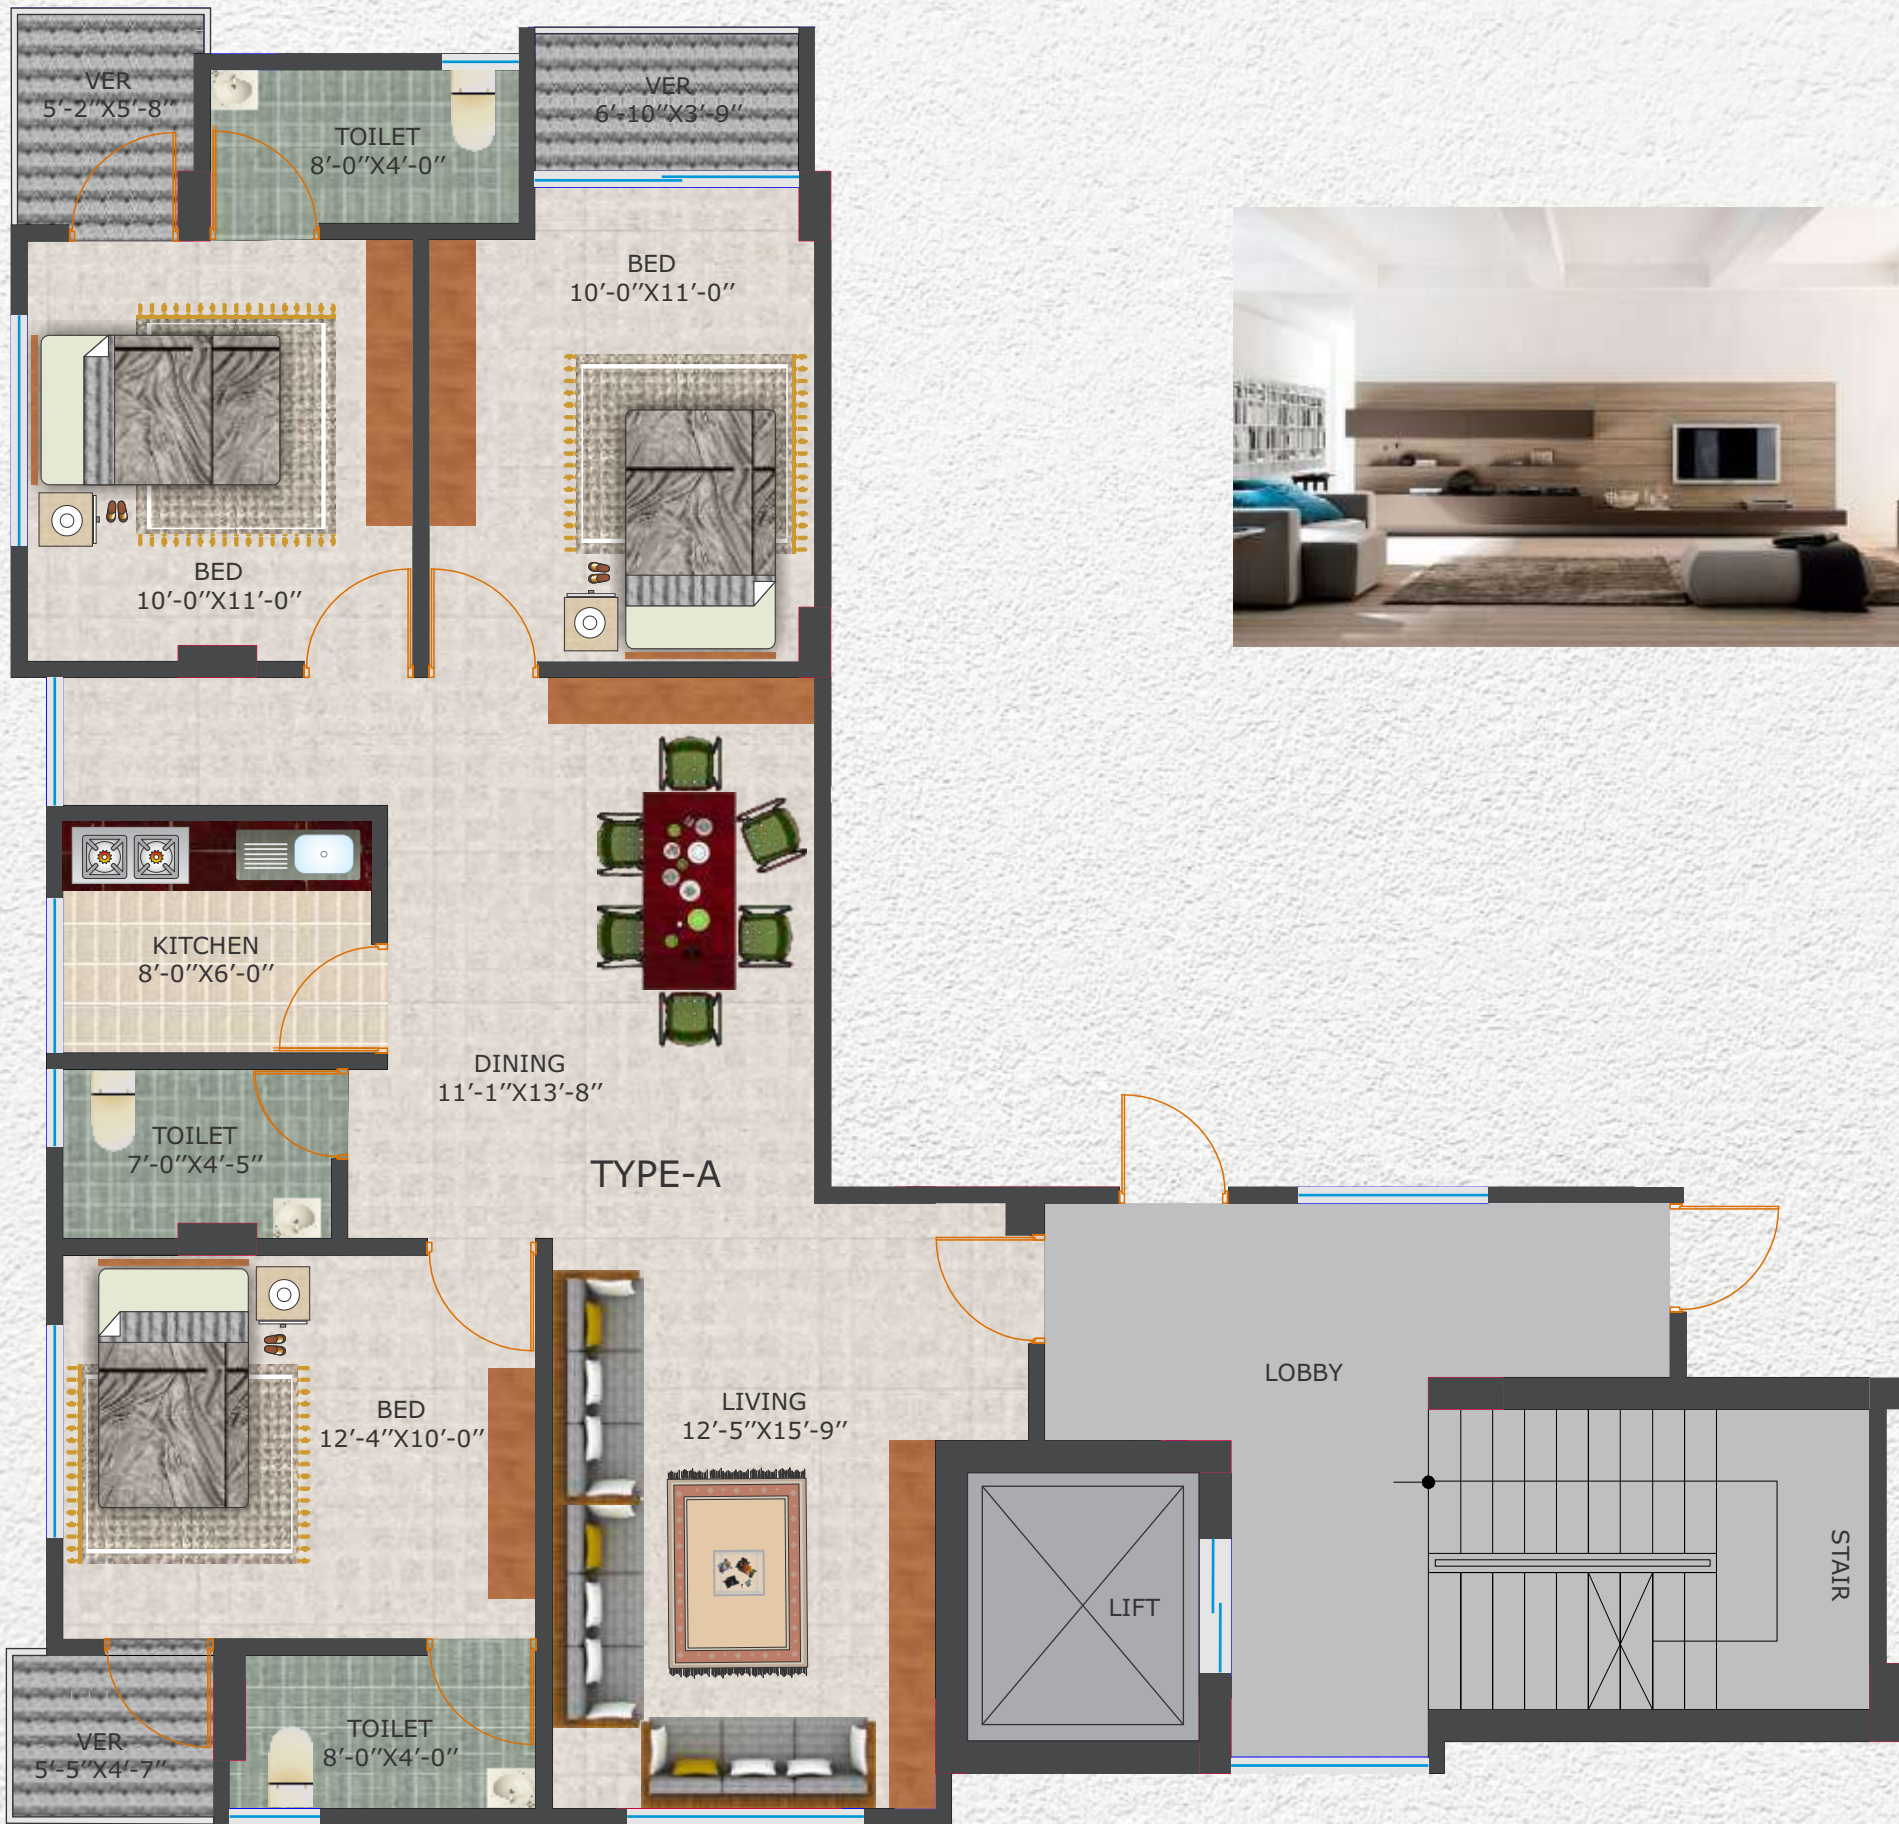 VER
5’-2’’X5’-8’’
TOILET
8’-0’’X4’-0’’
VER
6’-10’’X3’-9’’
BED
10’-0’’X11’-0’’
BED
10’-0’’X11’-0’’
KITCHEN
8’-0’’X6’-0’’
DINING
11’-1’’X13’-8’’
TOILET
7’-0’’X4’-5’’
TYPE-A
LOBBY
BED
12’-4’’X10’-0’’
LIVING
12’-5’’X15’-9’’
STAIR
LIFT
VER
5’-5’’X4’-7’’
TOILET
8’-0’’X4’-0’’